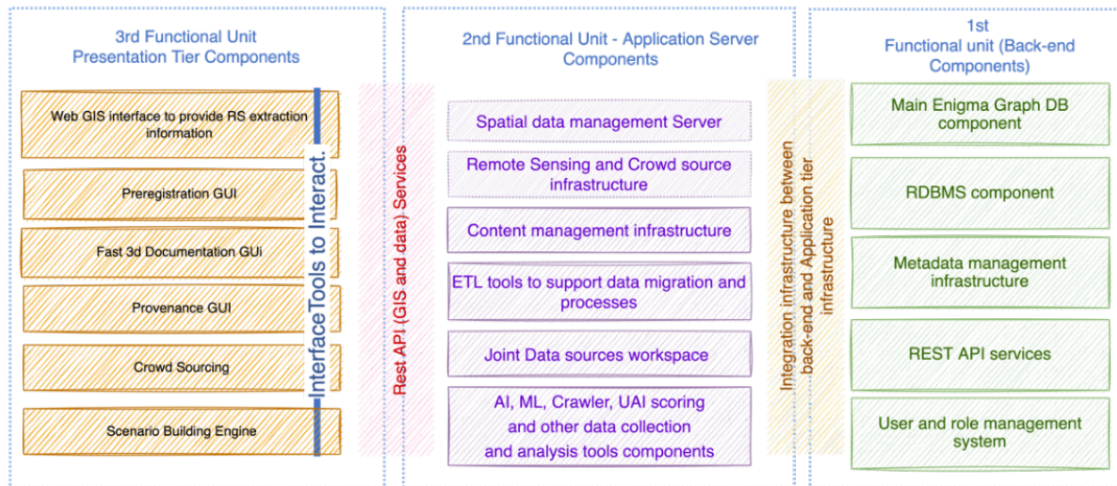 3rd Functional Unit
Presentation Tier Components
Web GIS interface to provide RS extraction
information
Preregistration GUI
Fast 3d Documentation GUi
Provenance GUI
Crowd Sourcing
Scenario Building Engine
InterfaceTools to Interact.
Rest API (GIS and data) Services
2nd Functional Unit - Application Server
Components
Spatial data management Server
Remote Sensing and Crowd source
infrastructure
Content management infrastructure
ETL tools to support data migration and
processes
Joint Data sources workspace
AI, ML, Crawler, UAI scoring
and other data collection
and analysis tools components
Integration infrastructure between
back-end and Application tier
infrastructure
1st
Functional unit (Back-end
Components)
Main Enigma Graph DB
component
RDBMS component
Metadata management
infrastructure
REST API services
User and role management
system